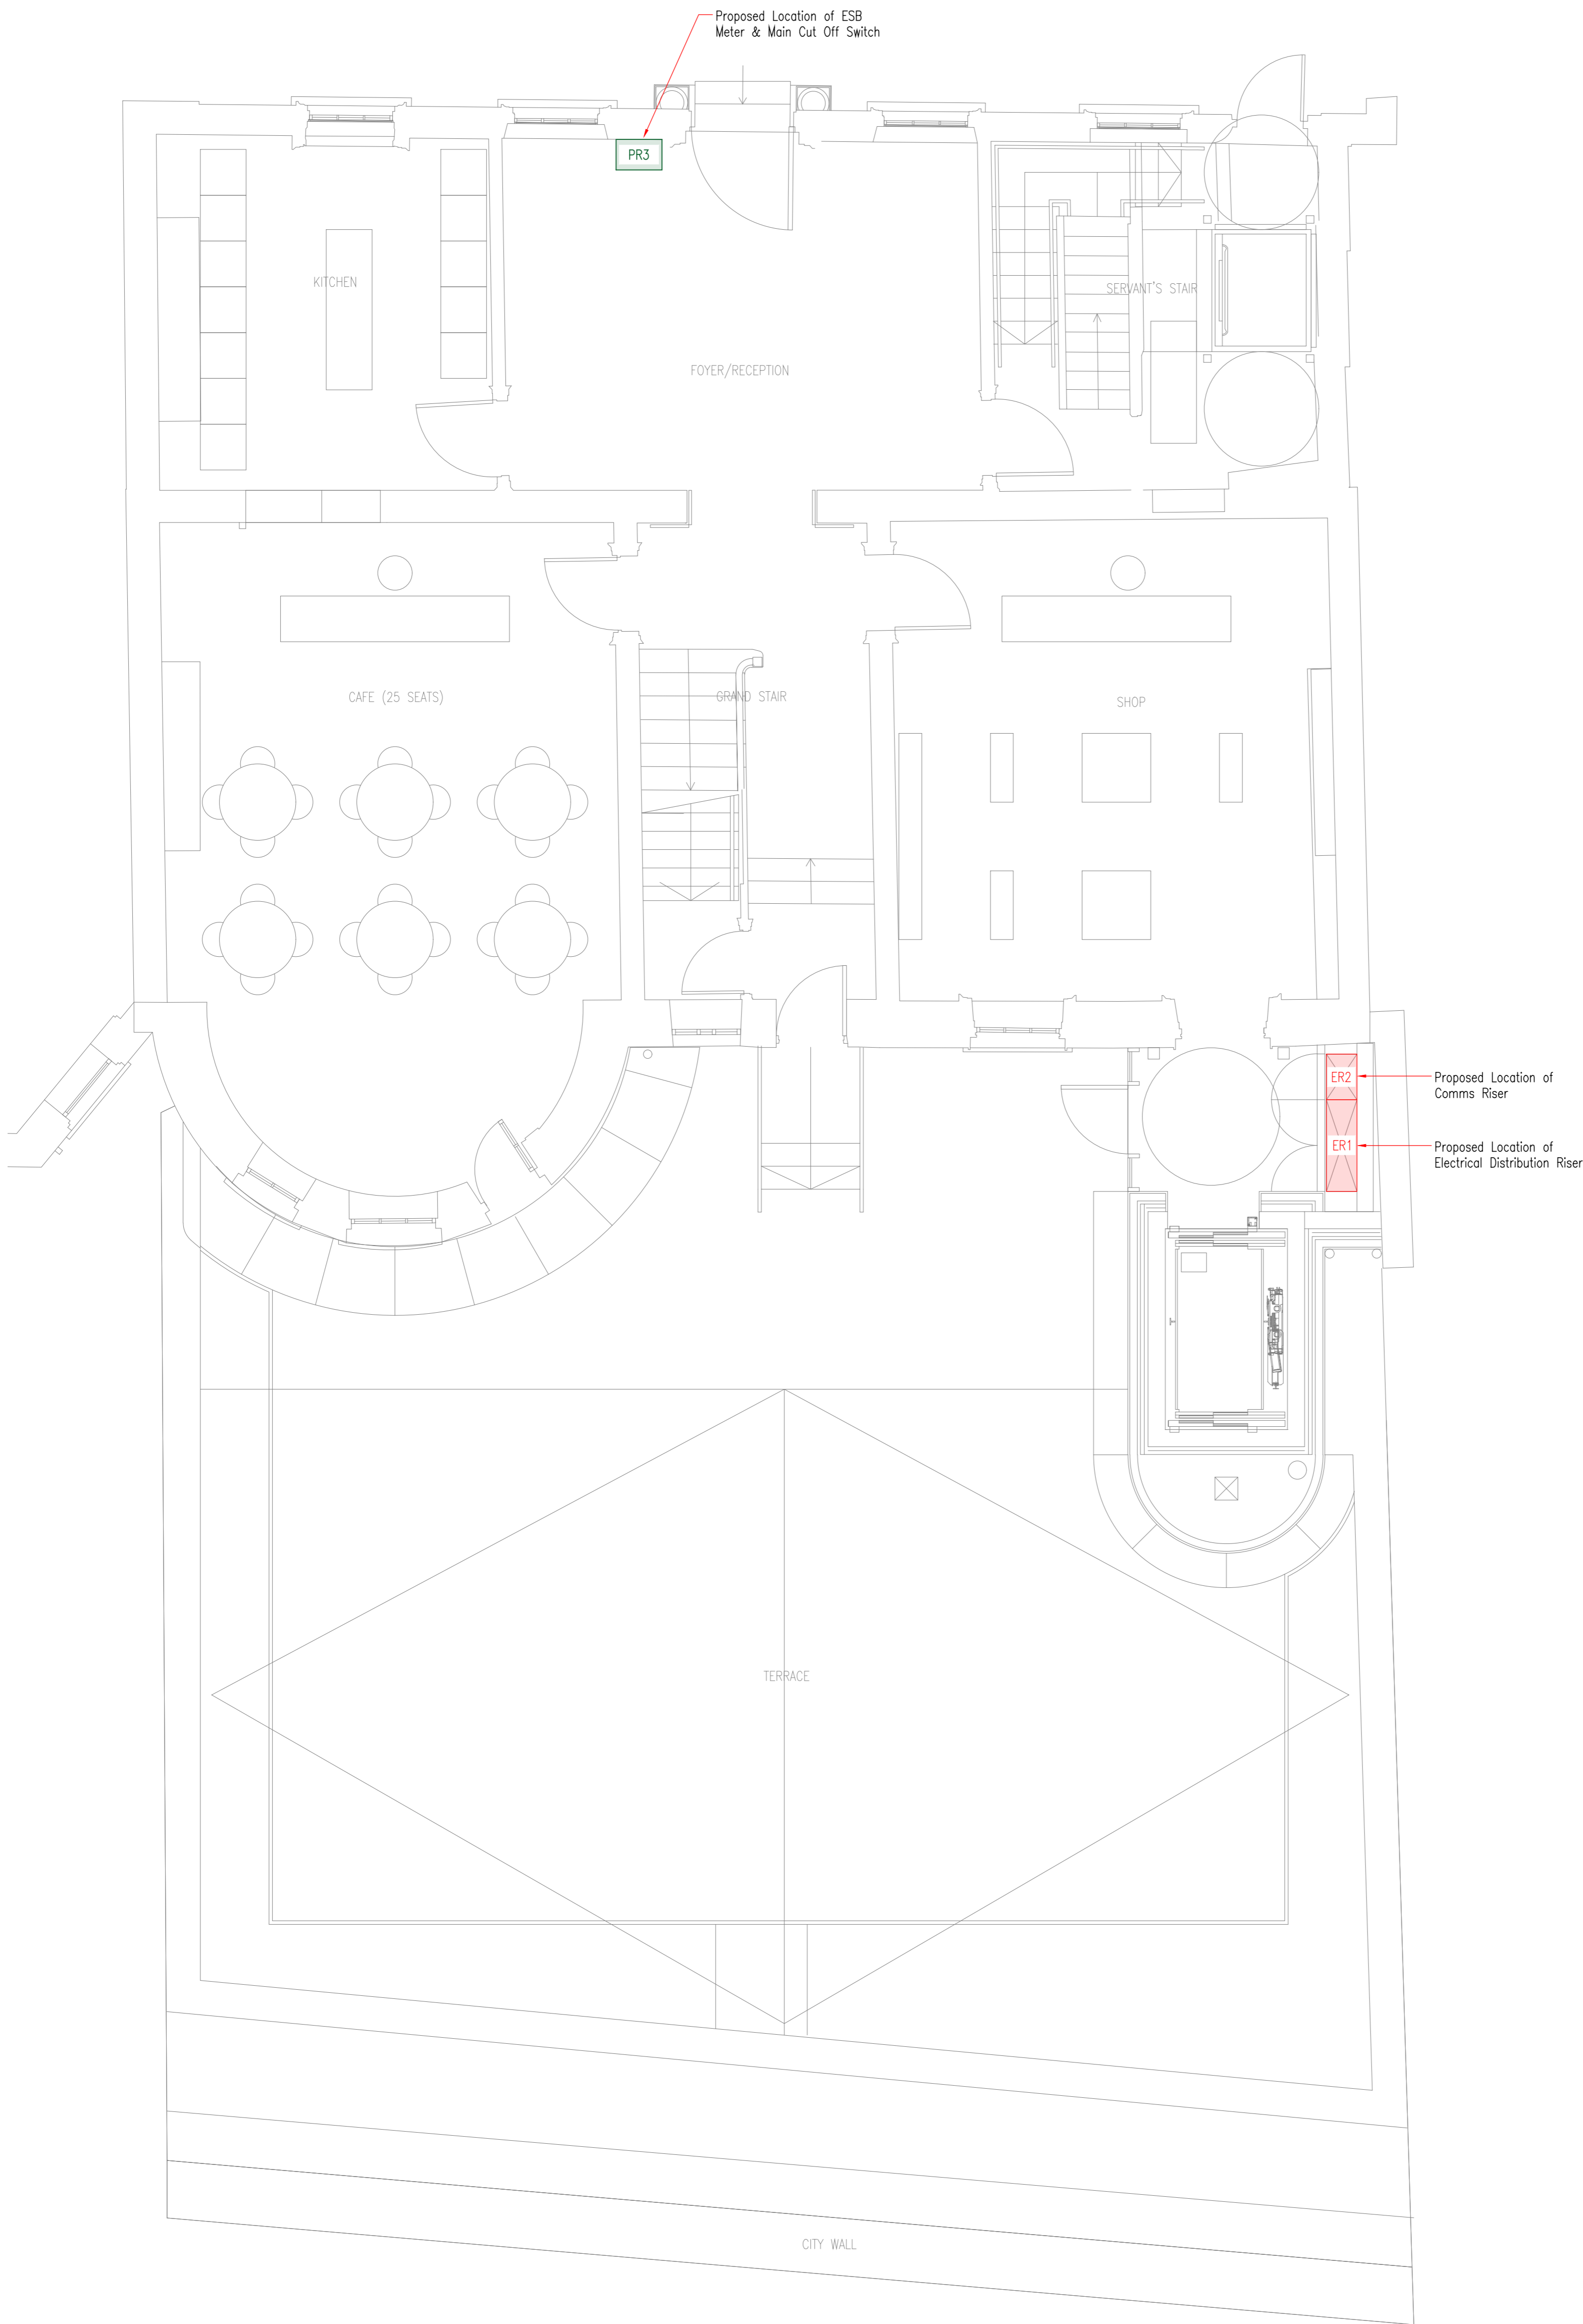 Proposed Location of ESB
Meter & Main Cut Off Switch
PR3
KITCHEN
SERVANT'S STAIR
FOYER/RECEPTION
CAFE (25 SEATS)
GRAND STAIR
SHOP
ER2
Proposed Location of
Comms Riser
ER1
Proposed Location of
Electrical Distribution Riser
TERRACE
CITY WALL